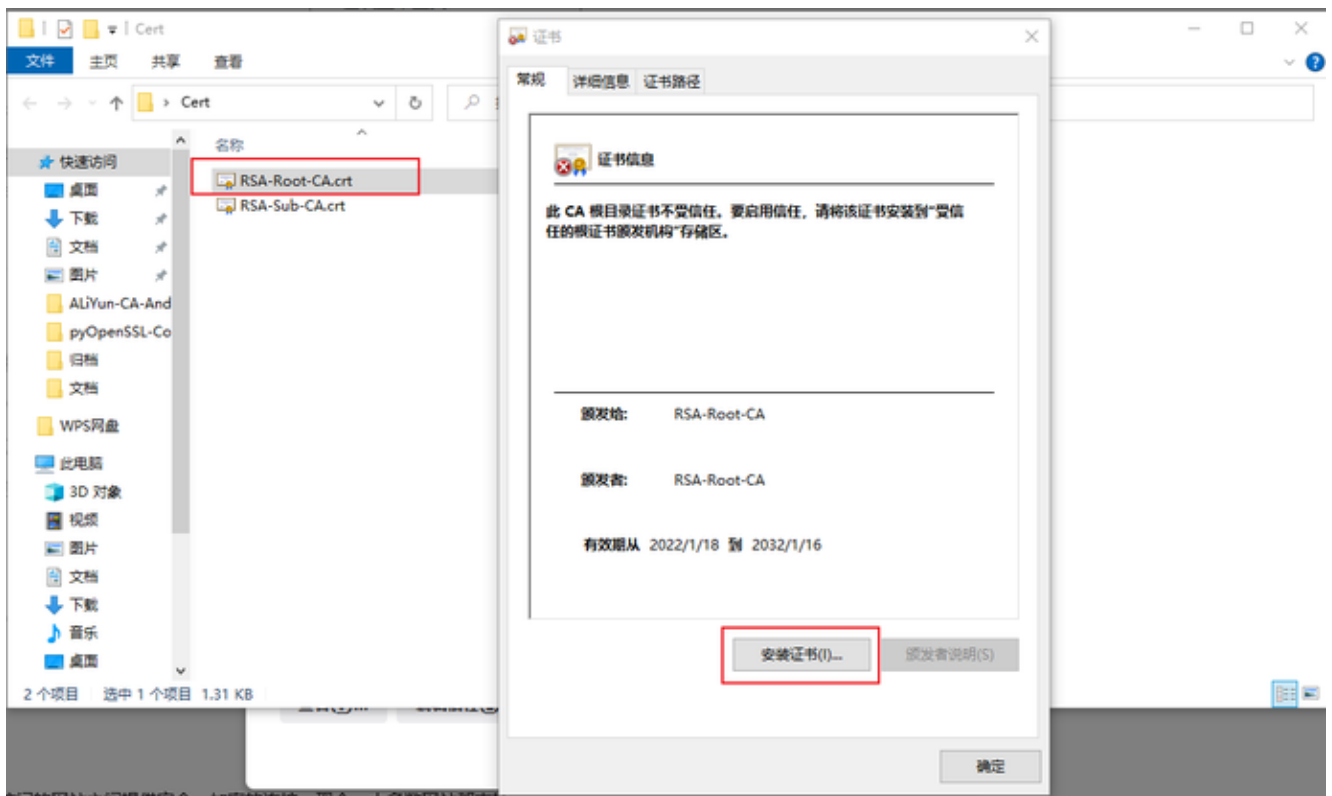 Cert
文件 主页 共享 查看
Cert
名称
快速访问
桌面
下载
文档
图片
ALiYun-CA-And
pyOpenSSL-Co
归档
文档
WPS网盘
此电脑
3D 对象
视频
图片
文档
下载
音乐
桌面
RSA-Root-CA.crt
RSA-Sub-CA.crt
2 个项目 选中 1 个项目 1.31 KB
证书
常规 详细信息 证书路径
证书信息
此 CA 根目录证书不受信任。要启用信任，请将该证书安装到"受信
任的根证书颁发机构"存储区。
颁发给: RSA-Root-CA
颁发者: RSA-Root-CA
有效期从 2022/1/18 到 2032/1/16
安装证书(I)... 颁发者说明(S)
确定